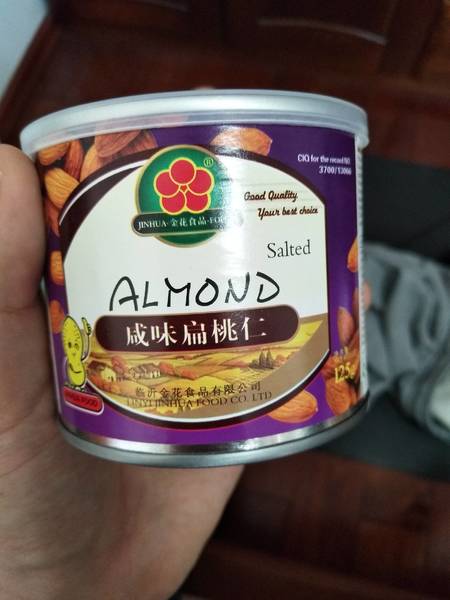 ®
JINHUA·金花食品·FOOD
CIQ for the record NO
3700/13066
Good Quality
Your best choice
Salted
ALMOND
咸味扁桃仁
临沂金花食品有限公司
LINYI JINHUA FOOD CO. LTD
125g